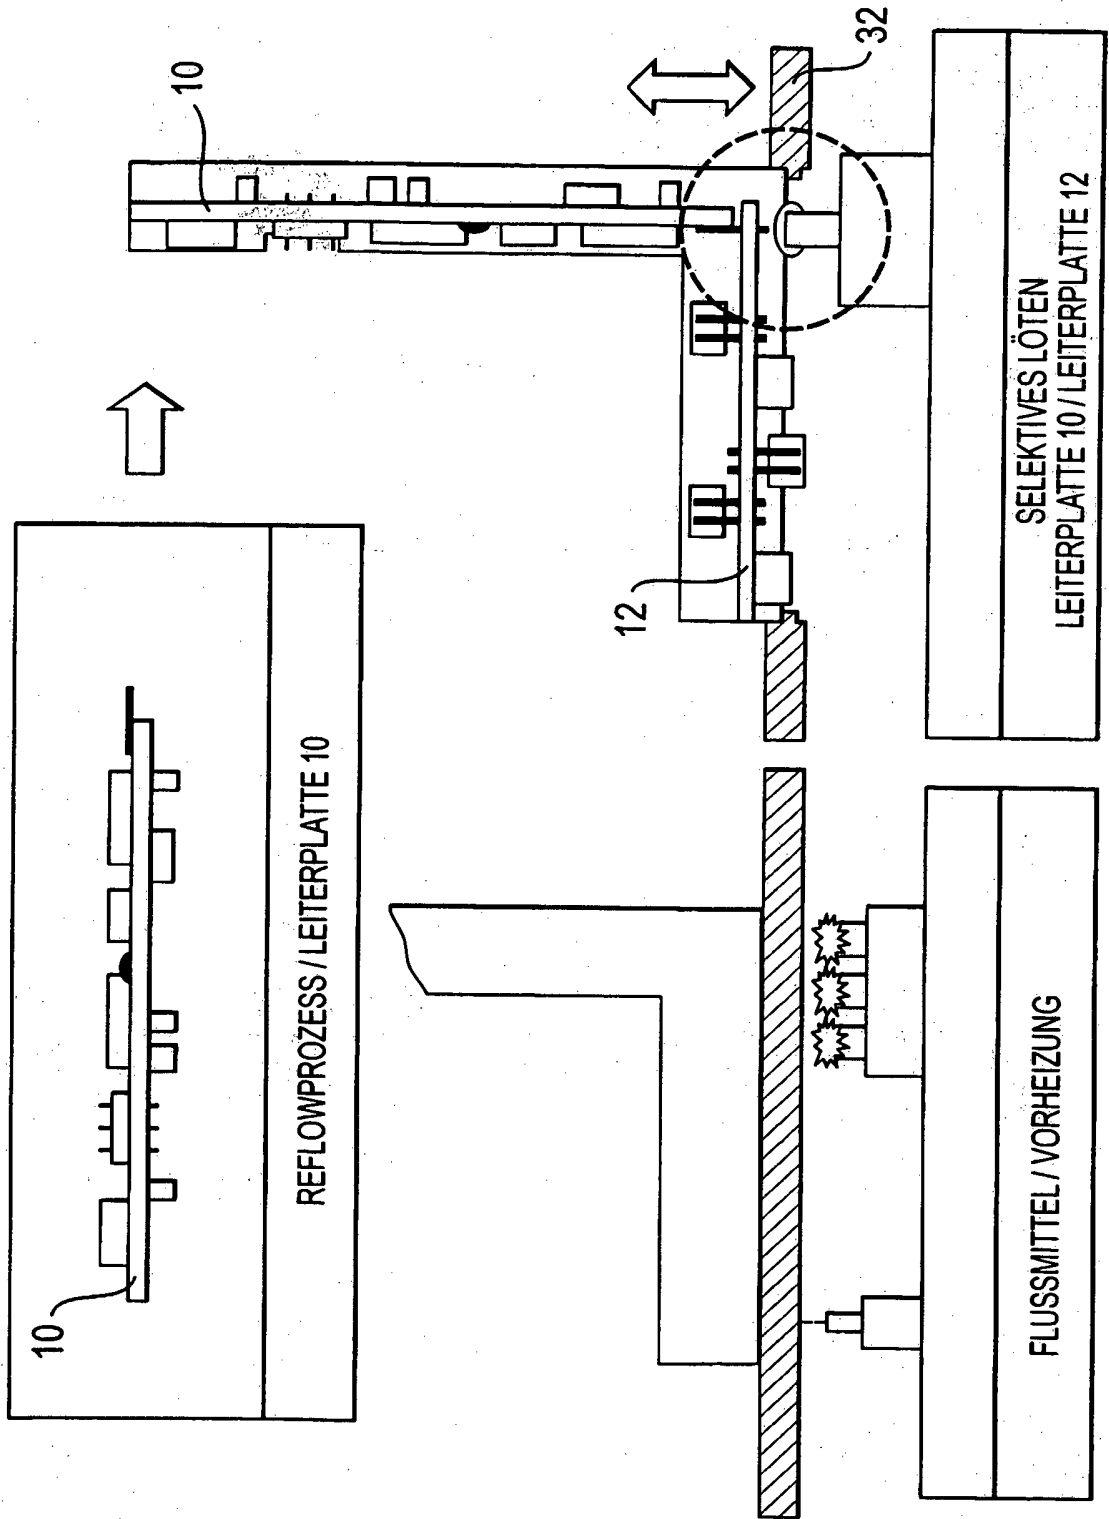 10
REFLOWPROZESS / LEITERPLATTE 10
10
12
32
FLUSSMITTEL / VORHEIZUNG
SELEKTIVES LÖTEN
LEITERPLATTE 10 / LEITERPLATTE 12